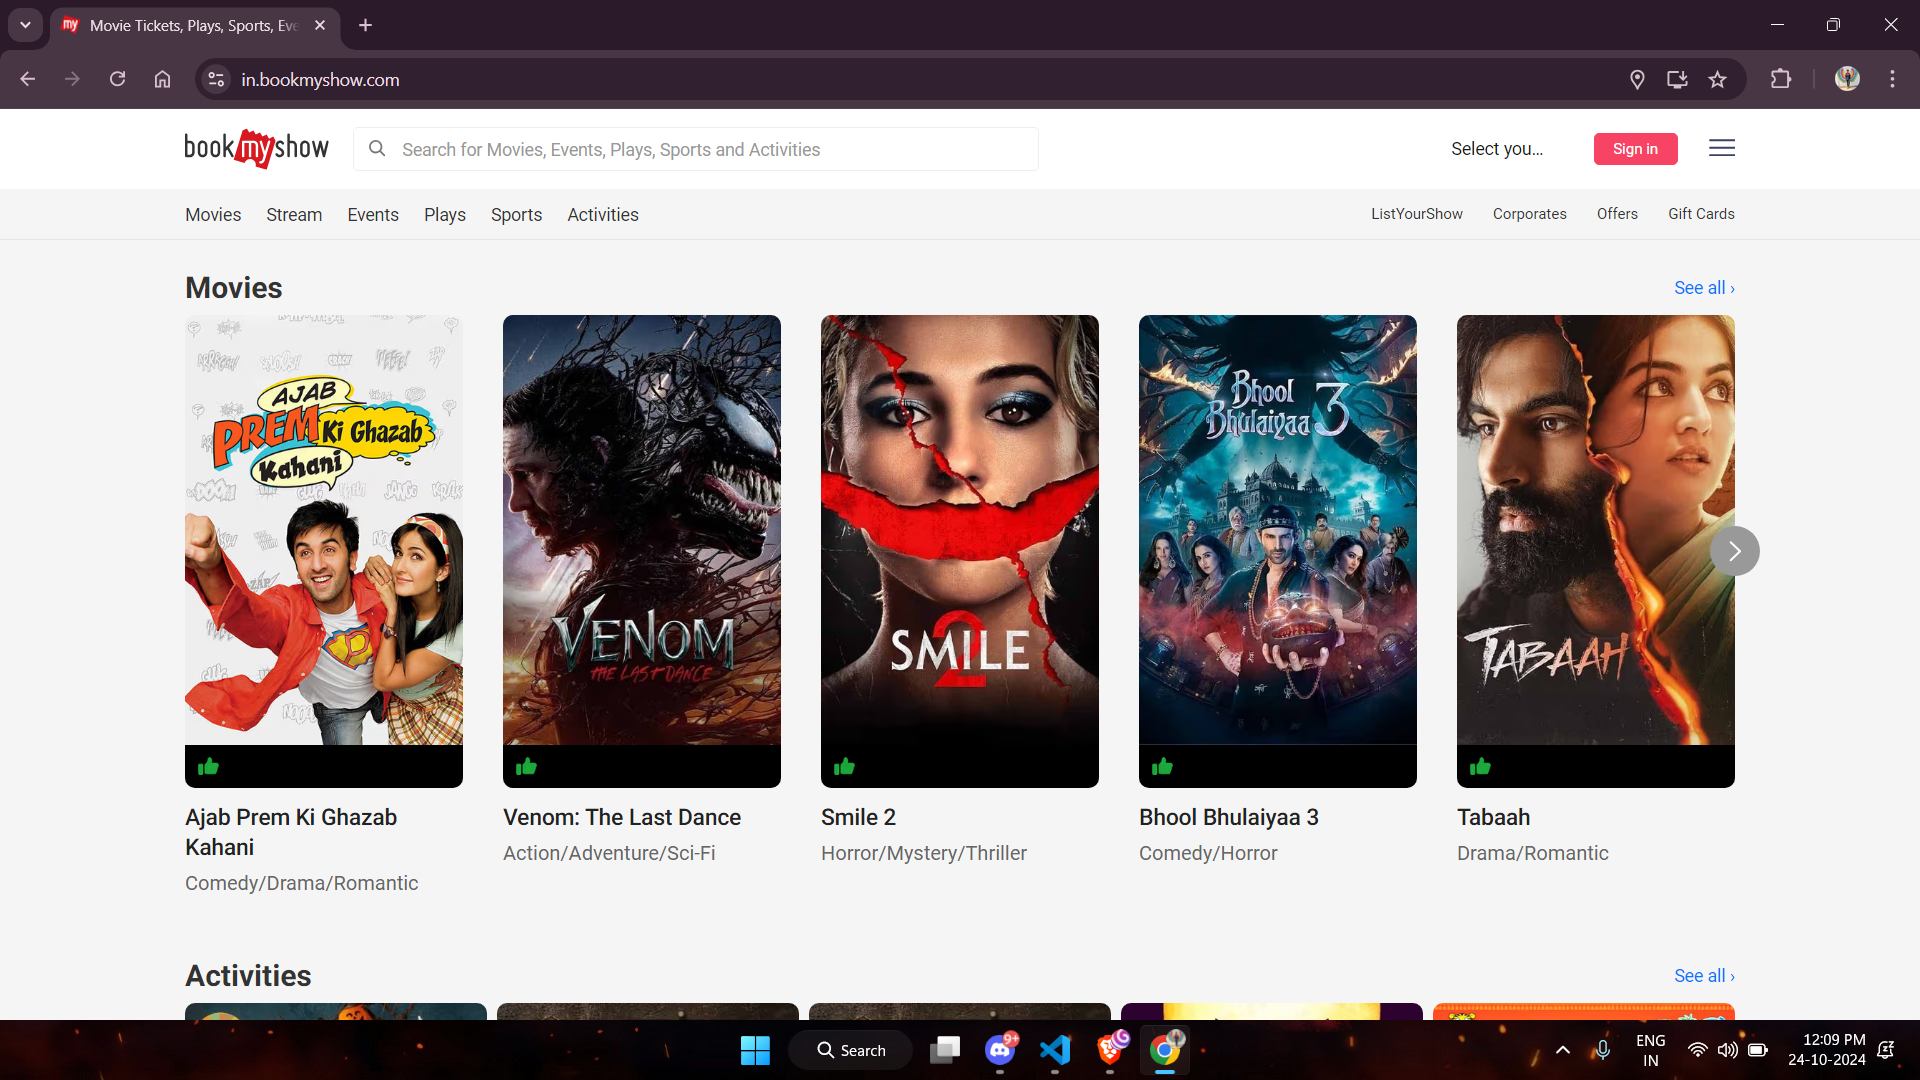 Movie Tickets, Plays, Sports, Eve
in.bookmyshow.com
bookmyshow
Search for Movies, Events, Plays, Sports and Activities
Select you...
Sign in
Movies Stream Events Plays Sports Activities
ListYourShow Corporates Offers Gift Cards
Movies
See all ›
AJAB
PREM Ki Ghazab
Kahani
VENOM
THE LAST DANCE
SMILE
2
Bhool
Bhulaiyaa 3
TABAAH
Ajab Prem Ki Ghazab
Kahani
Comedy/Drama/Romantic
Venom: The Last Dance
Action/Adventure/Sci-Fi
Smile 2
Horror/Mystery/Thriller
Bhool Bhulaiyaa 3
Comedy/Horror
Tabaah
Drama/Romantic
Activities
See all ›
Search
9+
ENG
IN
12:09 PM
24-10-2024